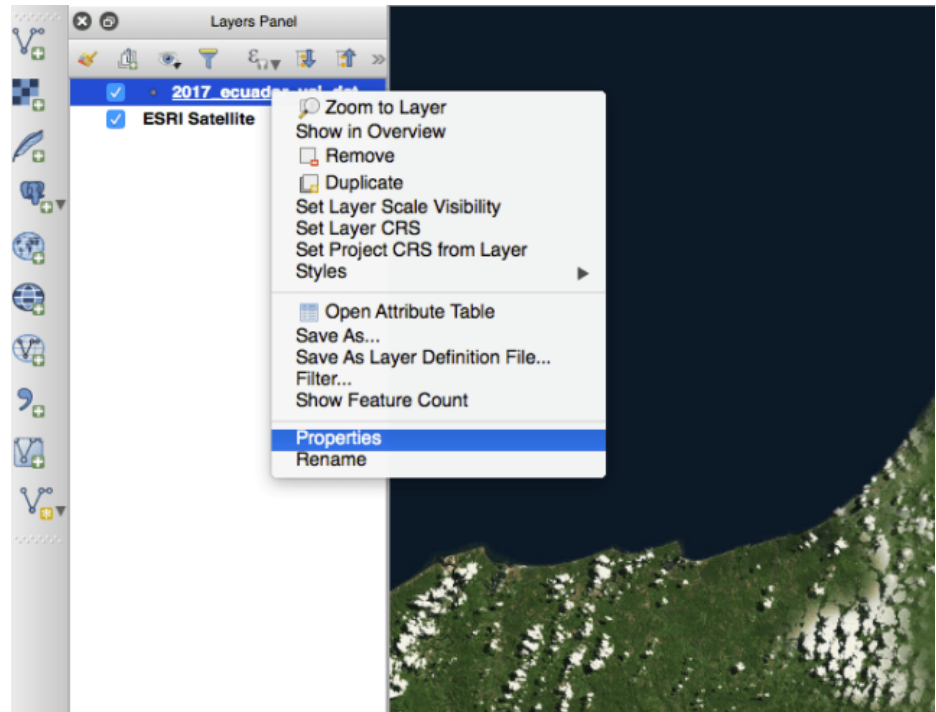 Layers Panel
2017_ecuador
ESRI Satellite
Zoom to Layer
Show in Overview
Remove
Duplicate
Set Layer Scale Visibility
Set Layer CRS
Set Project CRS from Layer
Styles
Open Attribute Table
Save As...
Save As Layer Definition File...
Filter...
Show Feature Count
Properties
Rename